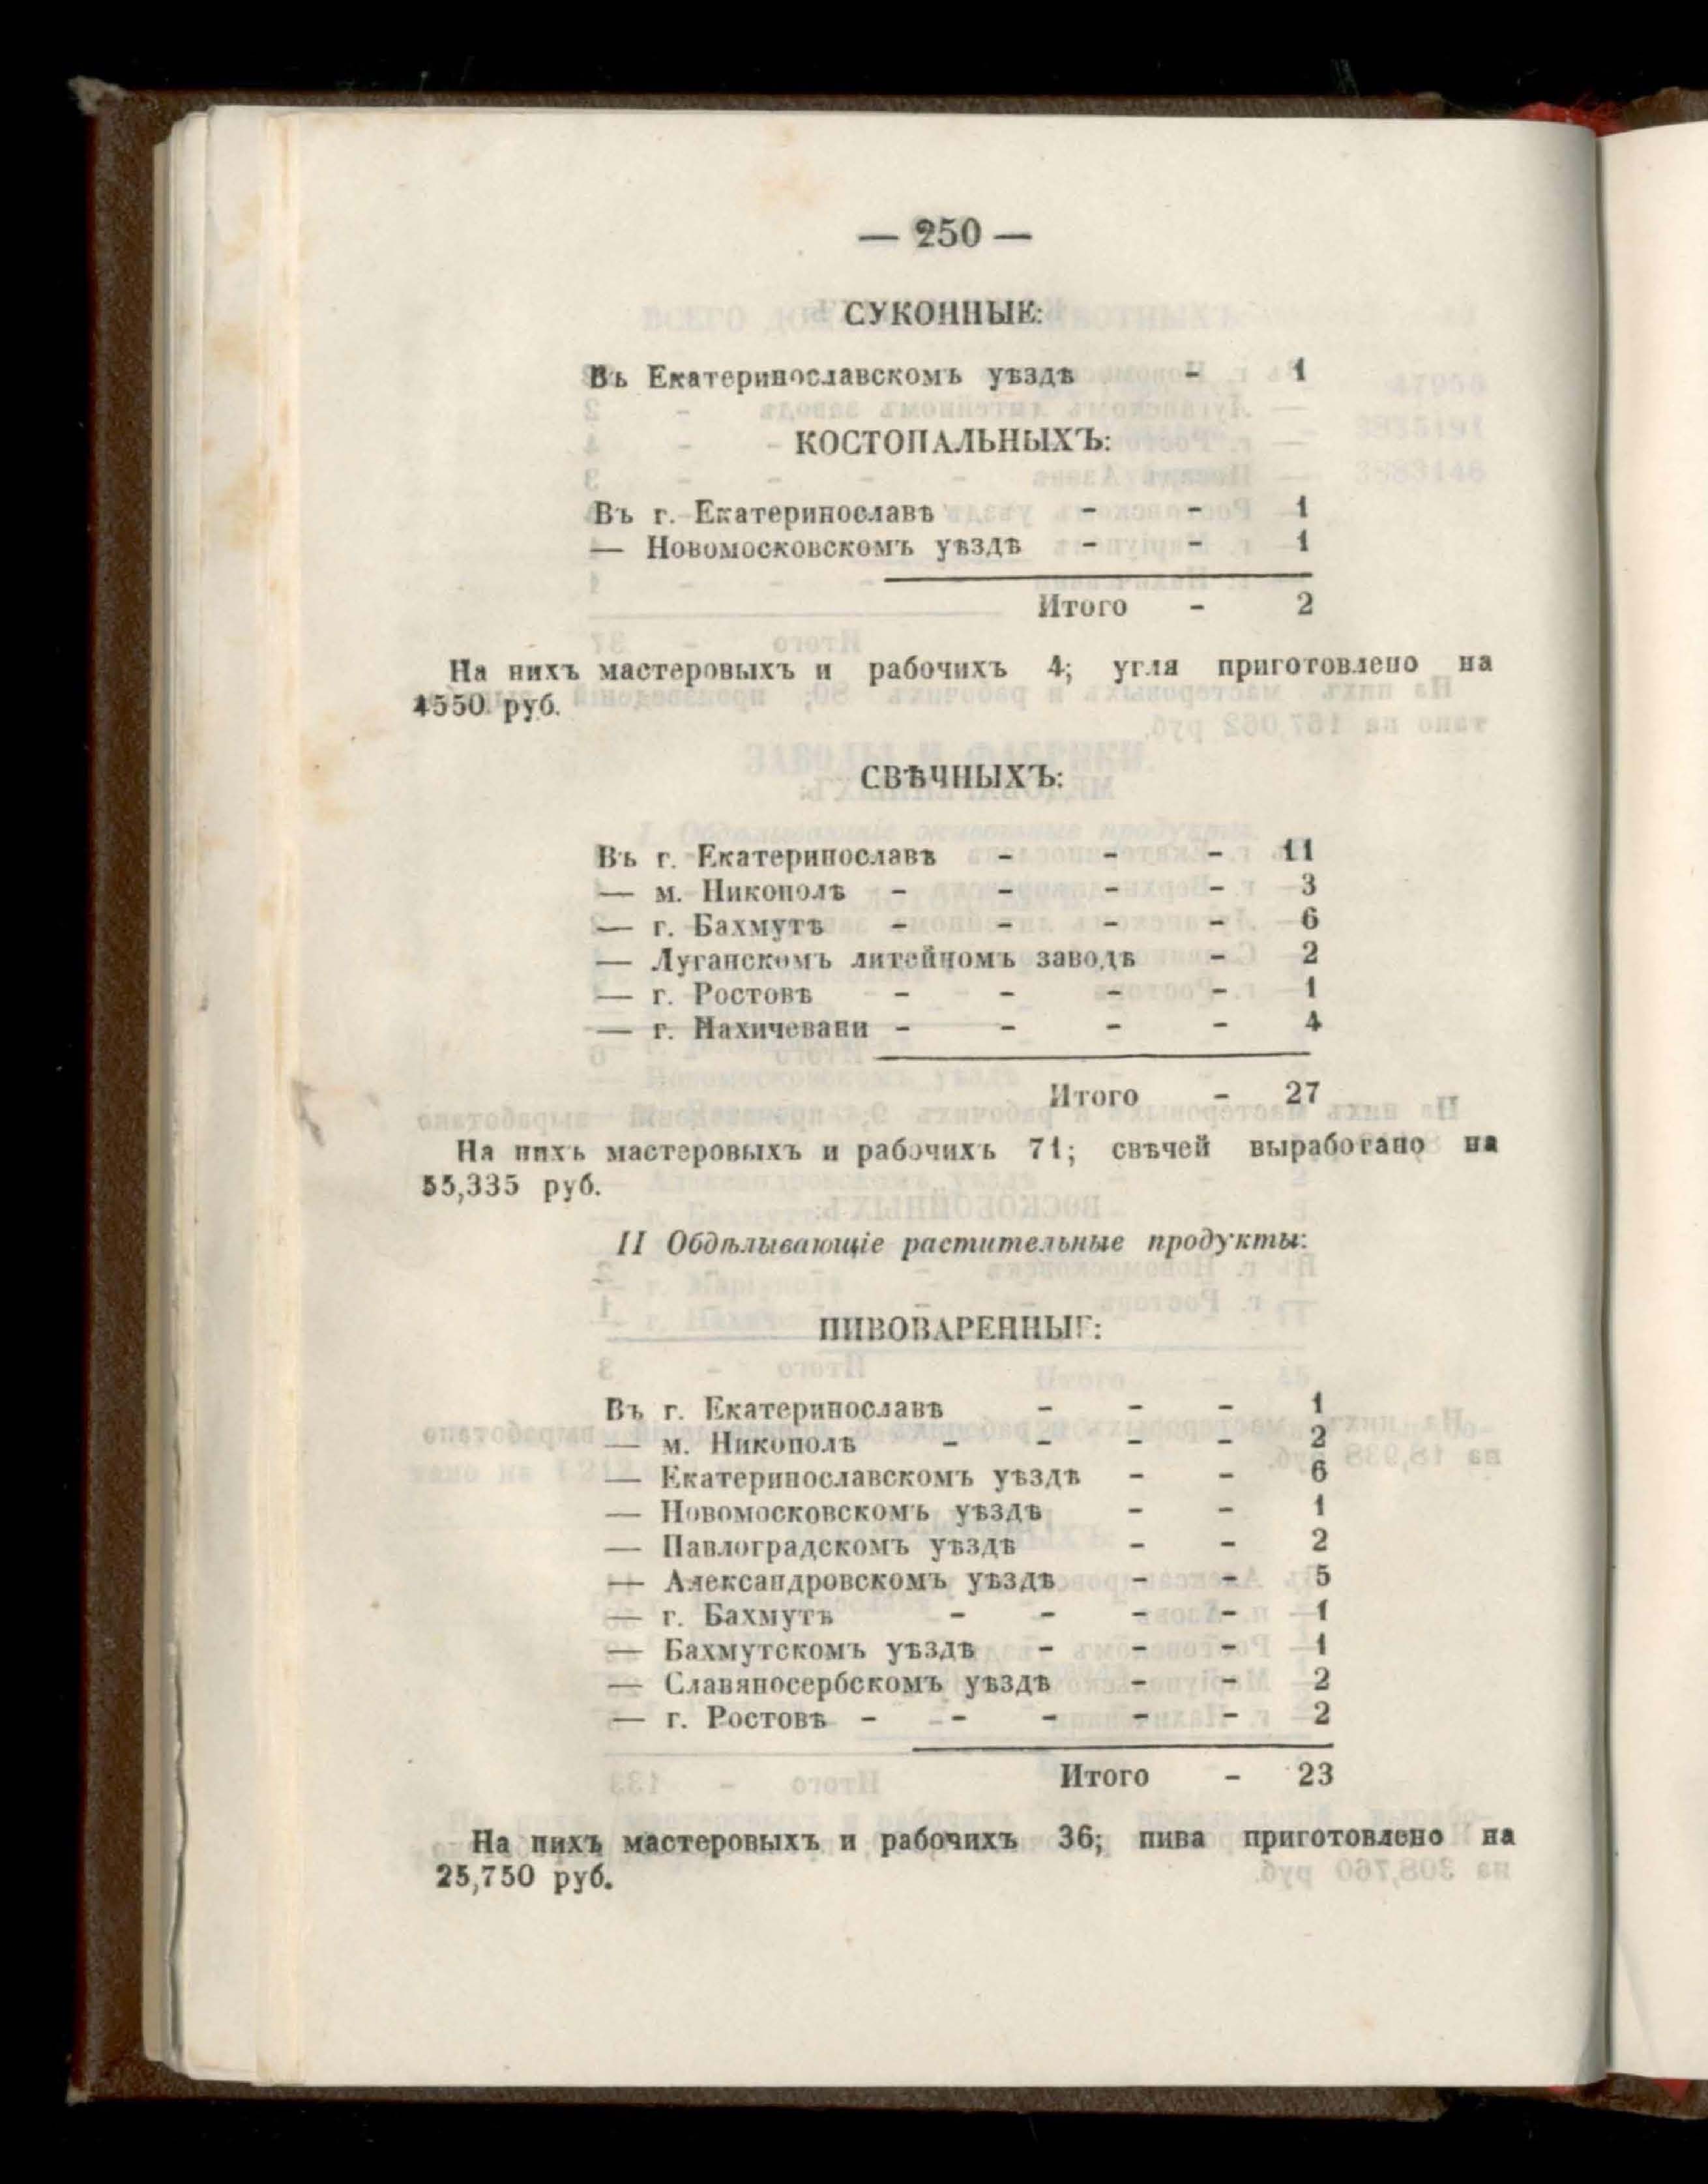 — 250 —
СУКОННЫЕ:
Въ Екатеринославскомъ уѣздѣ - 1
КОСТОПАЛЬНЫХЪ:
Въ г. Екатеринославѣ - - 1
— Новомосковскомъ уѣздѣ - - 1
Итого - 2
На нихъ мастеровыхъ и рабочихъ 4; угля приготовлено на
4550 руб.
СВѢЧНЫХЪ:
Въ г. Екатеринославѣ - - - 11
— м. Никополѣ - - - - 3
— г. Бахмутѣ - - - - 6
— Луганскомъ литейномъ заводѣ - 2
— г. Ростовѣ - - - - 1
— г. Нахичевани - - - - 4
Итого - 27
На нихъ мастеровыхъ и рабочихъ 71; свѣчей выработано на
55,335 руб.
II Обдѣлывающіе растительные продукты:
ПИВОВАРЕННЫЕ:
Въ г. Екатеринославѣ - - - 1
— м. Никополѣ - - - - 2
— Екатеринославскомъ уѣздѣ - - 6
— Новомосковскомъ уѣздѣ - - 1
— Павлоградскомъ уѣздѣ - - 2
— Александровскомъ уѣздѣ - - 5
— г. Бахмутѣ - - - - 1
— Бахмутскомъ уѣздѣ - - - 1
— Славяносербскомъ уѣздѣ - - 2
— г. Ростовѣ - - - - - 2
Итого - 23
На нихъ мастеровыхъ и рабочихъ 36; пива приготовлено на
25,750 руб.